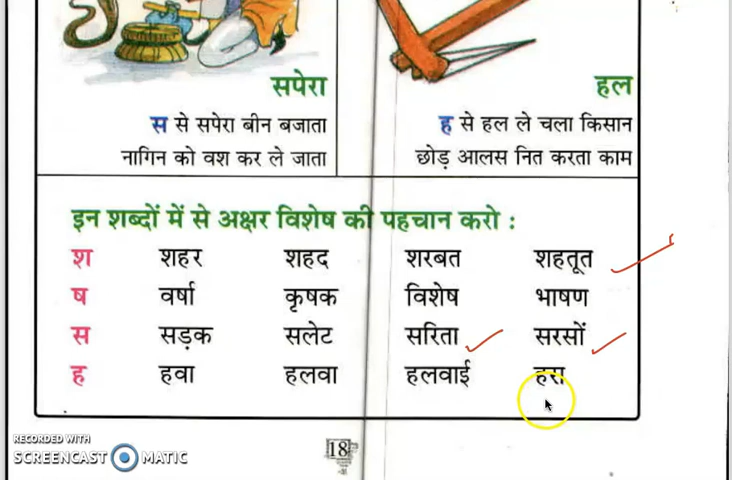 सपेरा
स से सपेरा बीन बजाता
नागिन को वश कर ले जाता
हल
ह से हल ले चला किसान
छोड़ आलस नित करता काम
इन शब्दों में से अक्षर विशेष की पहचान करो :
श शहर शहद शरबत शहतूत
ष वर्षा कृषक विशेष भाषण
स सड़क सलेट सरिता सरसों
ह हवा हलवा हलवाई हरा
18
RECORDED WITH
SCREENCAST MATIC